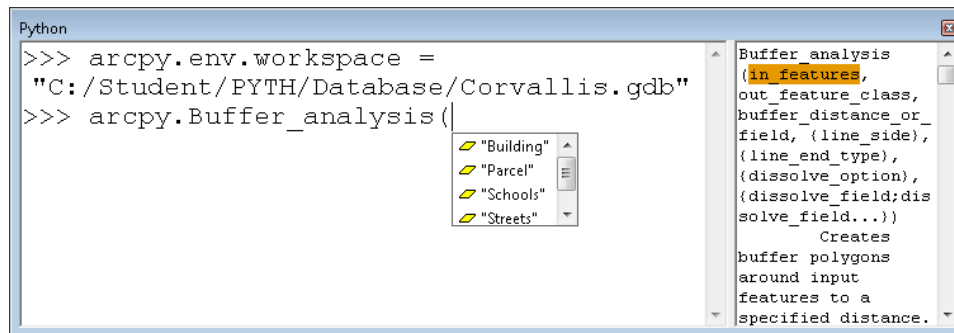 Python
>>> arcpy.env.workspace =
"C:/Student/PYTH/Database/Corvallis.gdb"
>>> arcpy.Buffer_analysis(
"Building"
"Parcel"
"Schools"
"Streets"
Buffer_analysis
(in_features,
out_feature_class,
buffer_distance_or_
field, {line_side},
{line_end_type},
{dissolve_option},
{dissolve_field;dis
solve_field...})
Creates
buffer polygons
around input
features to a
specified distance.